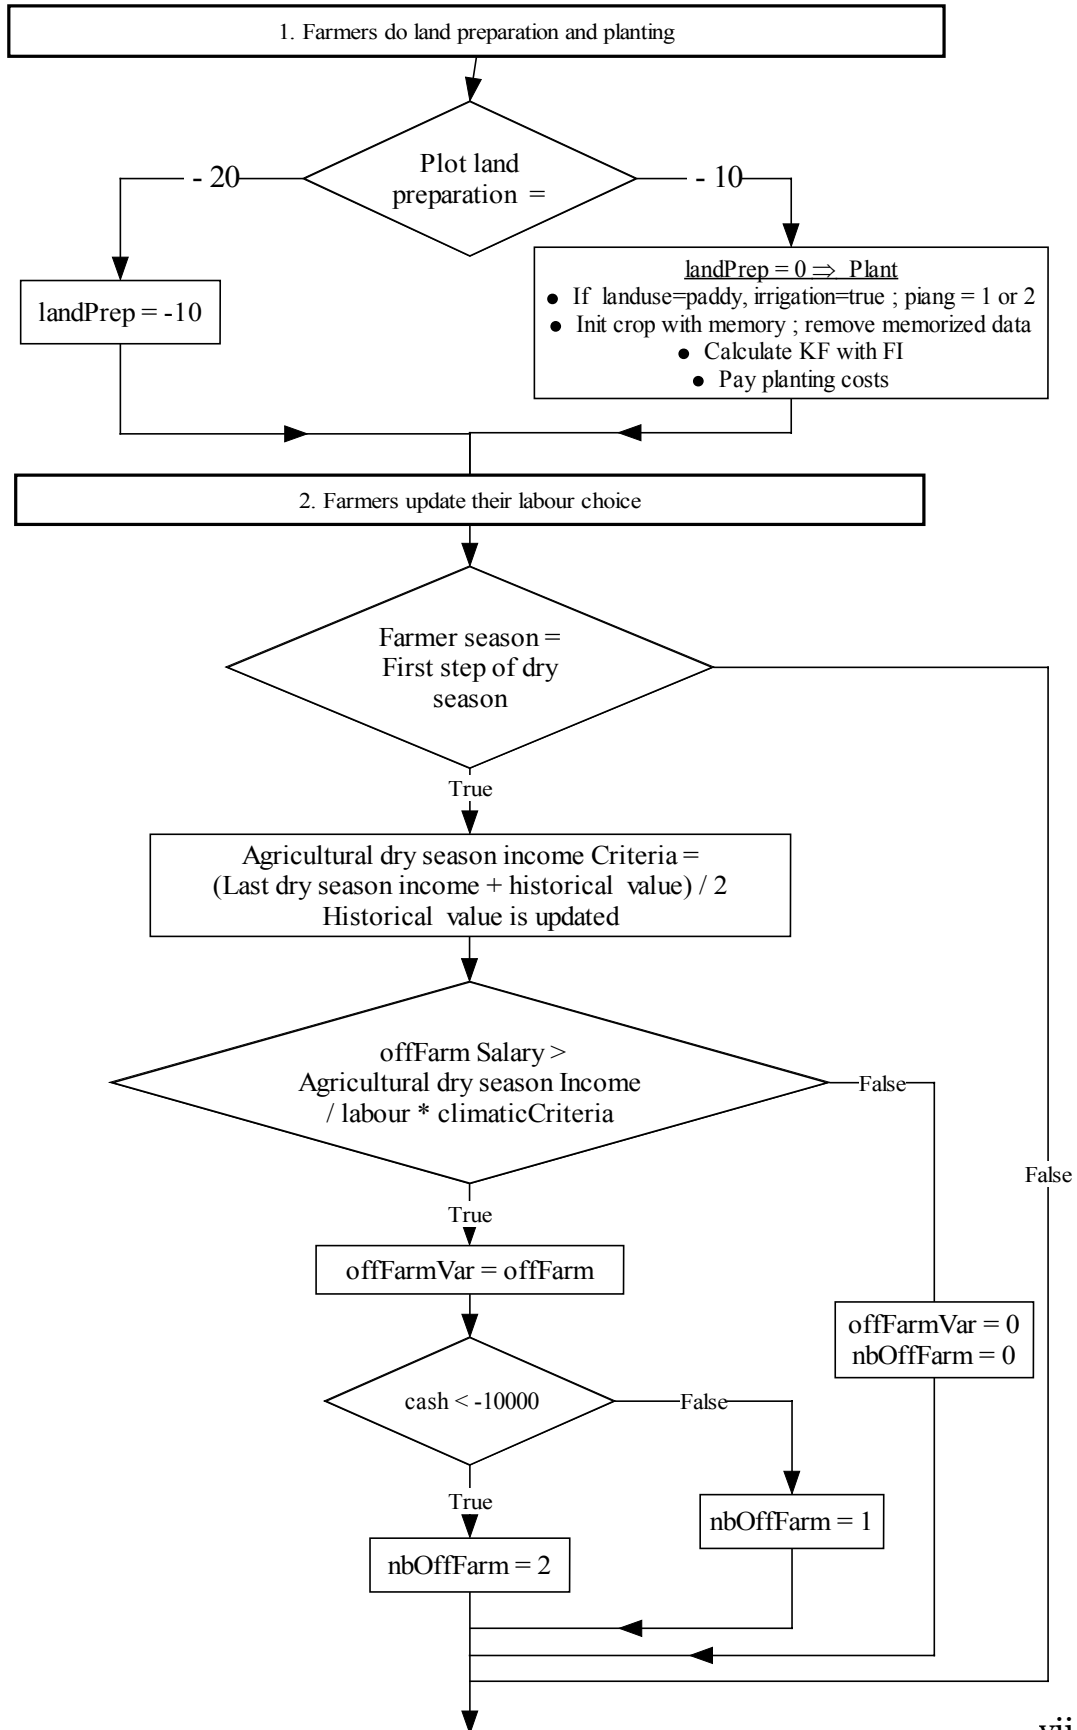 1. Farmers do land preparation and planting
Plot land
preparation =
- 20
- 10
landPrep = -10
landPrep = 0 ⇒ Plant
● If landuse=paddy, irrigation=true ; piang = 1 or 2
● Init crop with memory ; remove memorized data
● Calculate KF with FI
● Pay planting costs
2. Farmers update their labour choice
Farmer season =
First step of dry
season
True
Agricultural dry season income Criteria =
(Last dry season income + historical value) / 2
Historical value is updated
offFarm Salary >
Agricultural dry season Income
/ labour * climaticCriteria
False
False
True
offFarmVar = offFarm
offFarmVar = 0
nbOffFarm = 0
cash < -10000
False
True
nbOffFarm = 1
nbOffFarm = 2
vii